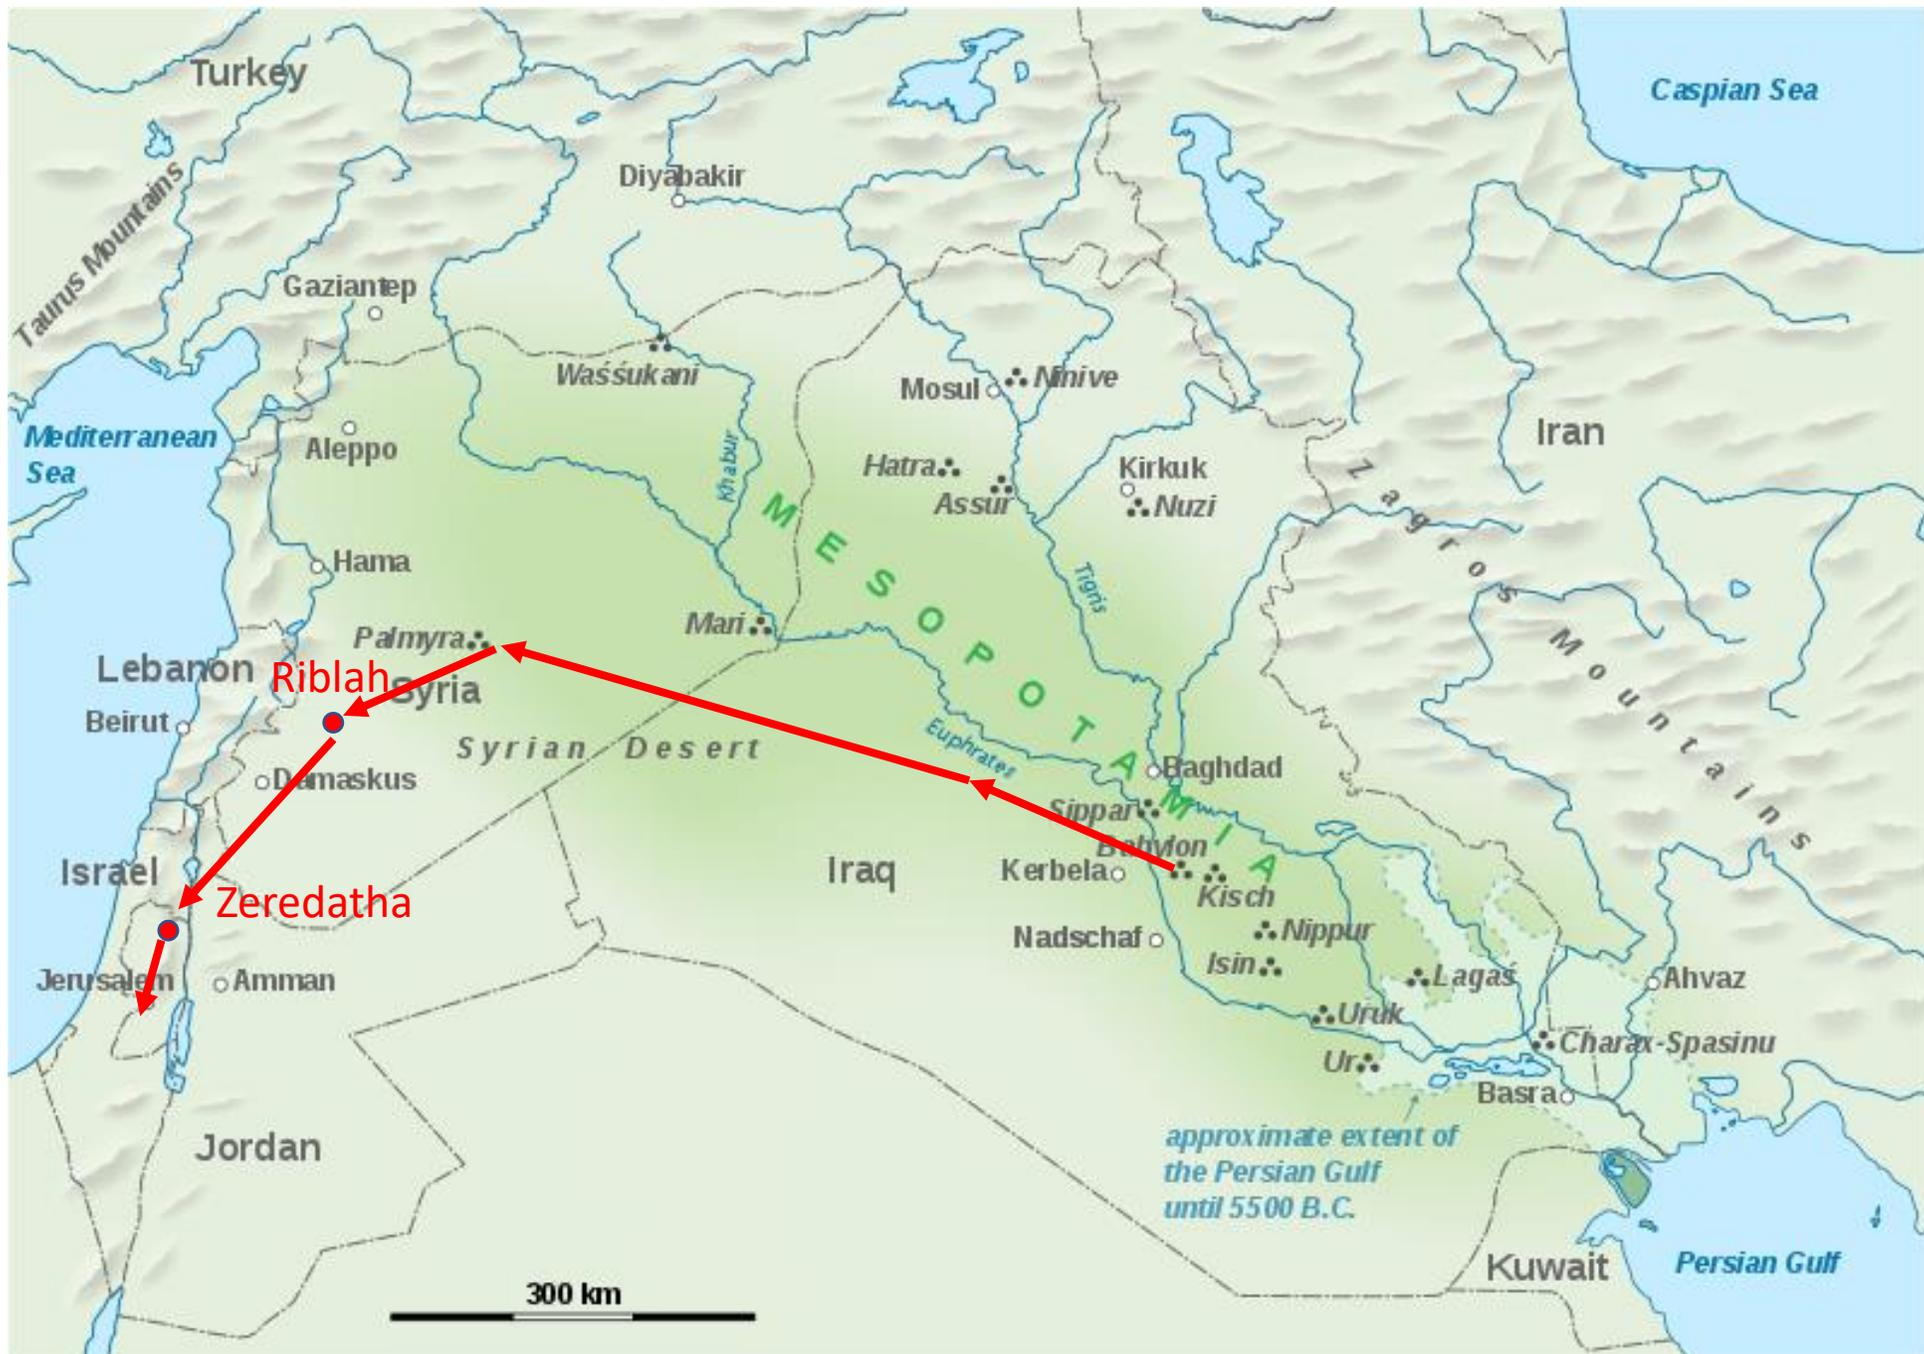 Turkey
Caspian Sea
Diyabakir
Taurus Mountains
Gaziantep
Waśśukani
Mosul
Ninive
Mediterranean
Sea
Aleppo
Khabur
Hatra
Assur
Kirkuk
Nuzi
Iran
Zagros Mountains
MESOPOTAMIA
Hama
Tigris
Palmyra
Mari
Lebanon
Riblah
Syria
Beirut
Syrian Desert
Euphrates
Damaskus
Baghdad
Sippar
Babylon
Israel
Iraq
Kerbela
Kisch
Zeredatha
Nadschaf
Nippur
Isin
Jerusalem
Amman
Lagaś
Ahvaz
Uruk
Charax-Spasinu
Ur
Basra
Jordan
approximate extent of
the Persian Gulf
until 5500 B.C.
Kuwait
Persian Gulf
300 km